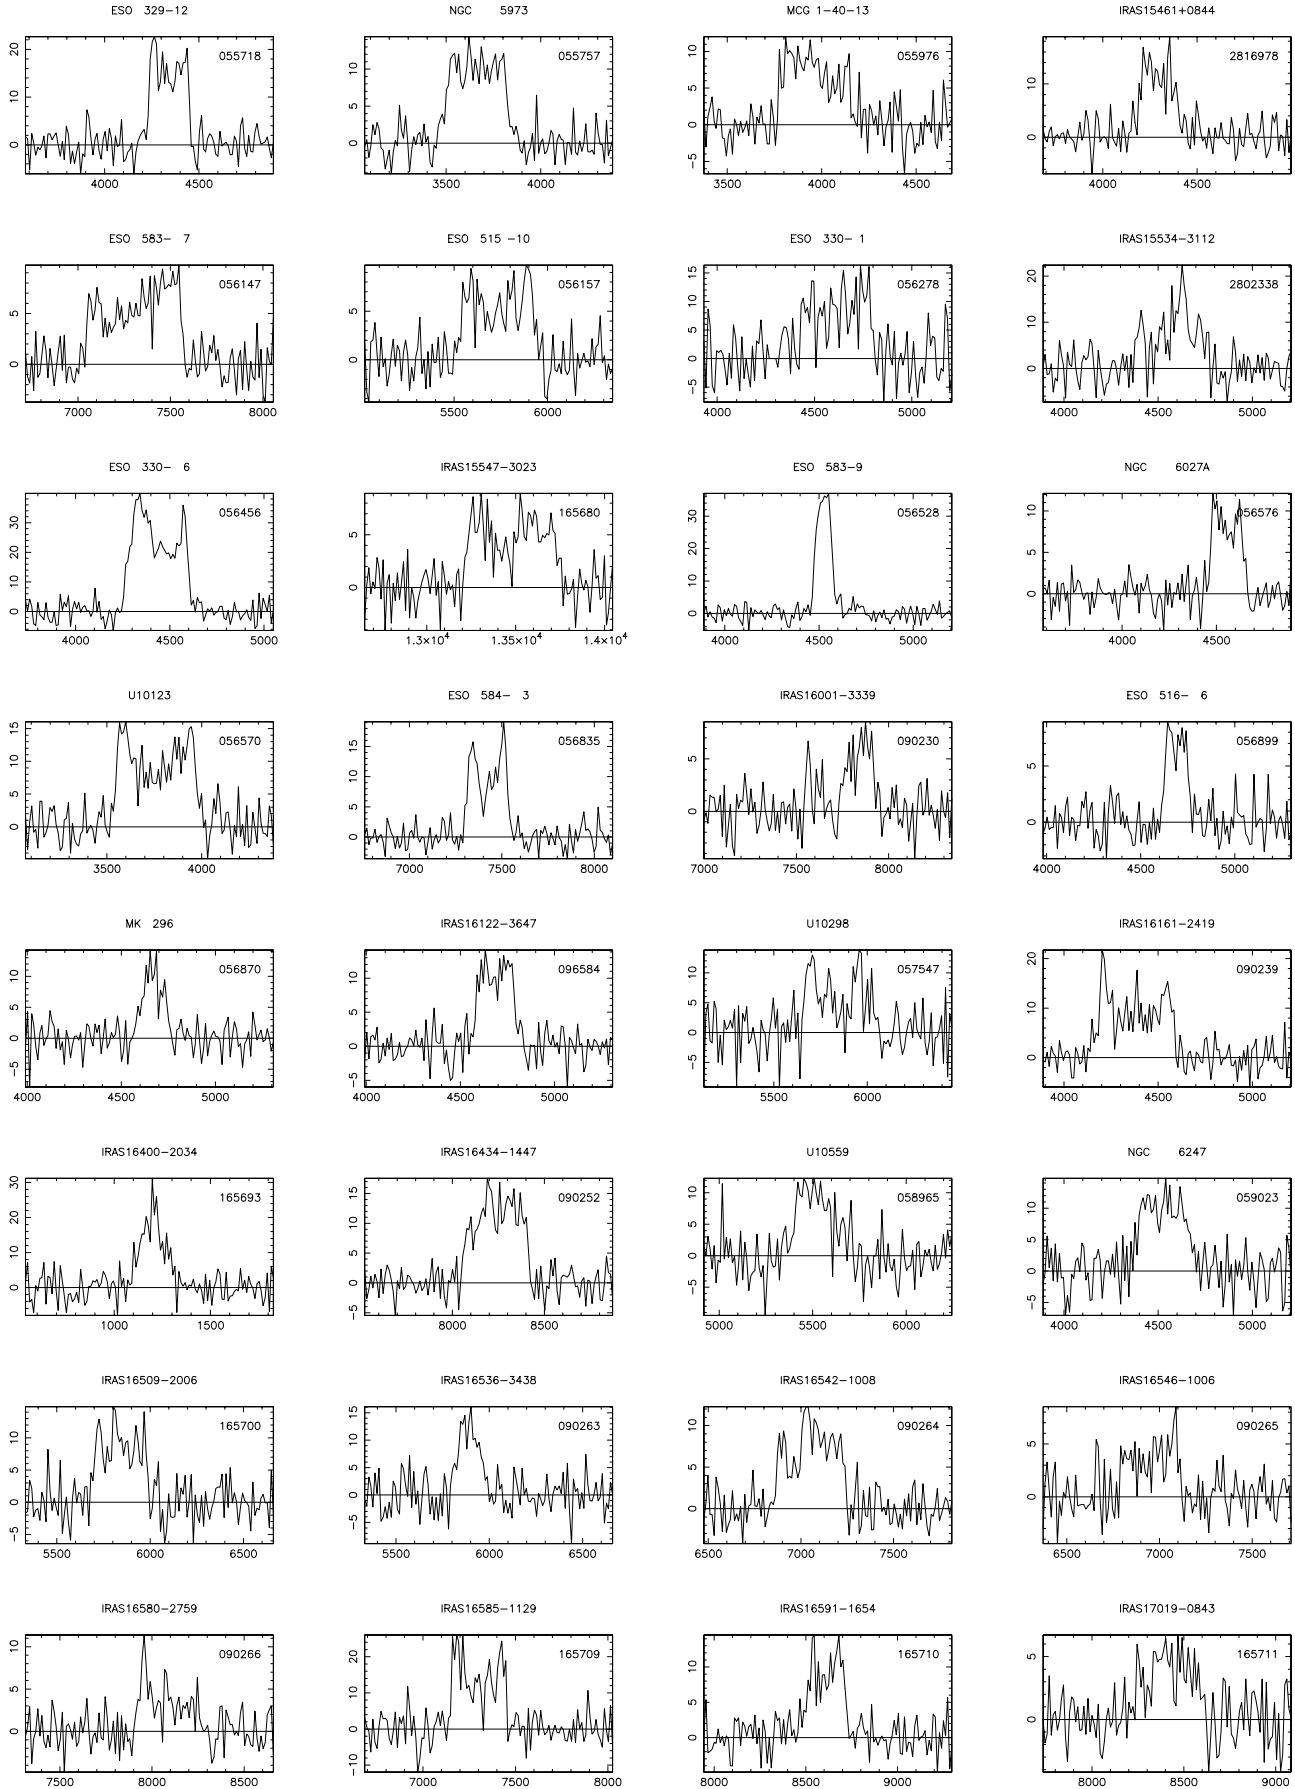 ESO 329-12
NGC 5973
MCG 1-40-13
IRAS15461+0844
055718
055757
055976
2816978
20
10
0
10
5
0
10
5
0
-5
10
0
4000 4500
3500 4000
3500 4000 4500
4000 4500
ESO 583- 7
ESO 515 -10
ESO 330- 1
IRAS15534-3112
056147
056157
056278
2802338
5
0
5
0
15
10
5
0
-5
20
10
0
7000 7500 8000
5500 6000
4000 4500 5000
4000 4500 5000
ESO 330- 6
IRAS15547-3023
ESO 583-9
NGC 6027A
056456
165680
056528
056576
30
20
10
0
5
0
30
20
10
0
10
5
0
4000 4500 5000
1.3×10⁴ 1.35×10⁴ 1.4×10⁴
4000 4500 5000
4000 4500
U10123
ESO 584- 3
IRAS16001-3339
ESO 516- 6
056570
056835
090230
056899
15
10
5
0
15
10
5
0
5
0
5
0
3500 4000
7000 7500 8000
7000 7500 8000
4000 4500 5000
MK 296
IRAS16122-3647
U10298
IRAS16161-2419
056870
096584
057547
090239
10
5
0
-5
10
5
0
-5
10
5
0
-5
20
10
0
4000 4500 5000
4000 4500 5000
5500 6000
4000 4500 5000
IRAS16400-2034
IRAS16434-1447
U10559
NGC 6247
165693
090252
058965
059023
30
20
10
0
15
10
5
0
-5
10
5
0
-5
10
5
0
-5
1000 1500
8000 8500
5000 5500 6000
4000 4500 5000
IRAS16509-2006
IRAS16536-3438
IRAS16542-1008
IRAS16546-1006
165700
090263
090264
090265
10
5
0
-5
15
10
5
0
-5
10
5
0
5
0
5500 6000 6500
5500 6000 6500
6500 7000 7500
6500 7000 7500
IRAS16580-2759
IRAS16585-1129
IRAS16591-1654
IRAS17019-0843
090266
165709
165710
165711
10
5
0
20
10
0
-10
10
5
0
5
0
7500 8000 8500
7000 7500 8000
8000 8500 9000
8000 8500 9000